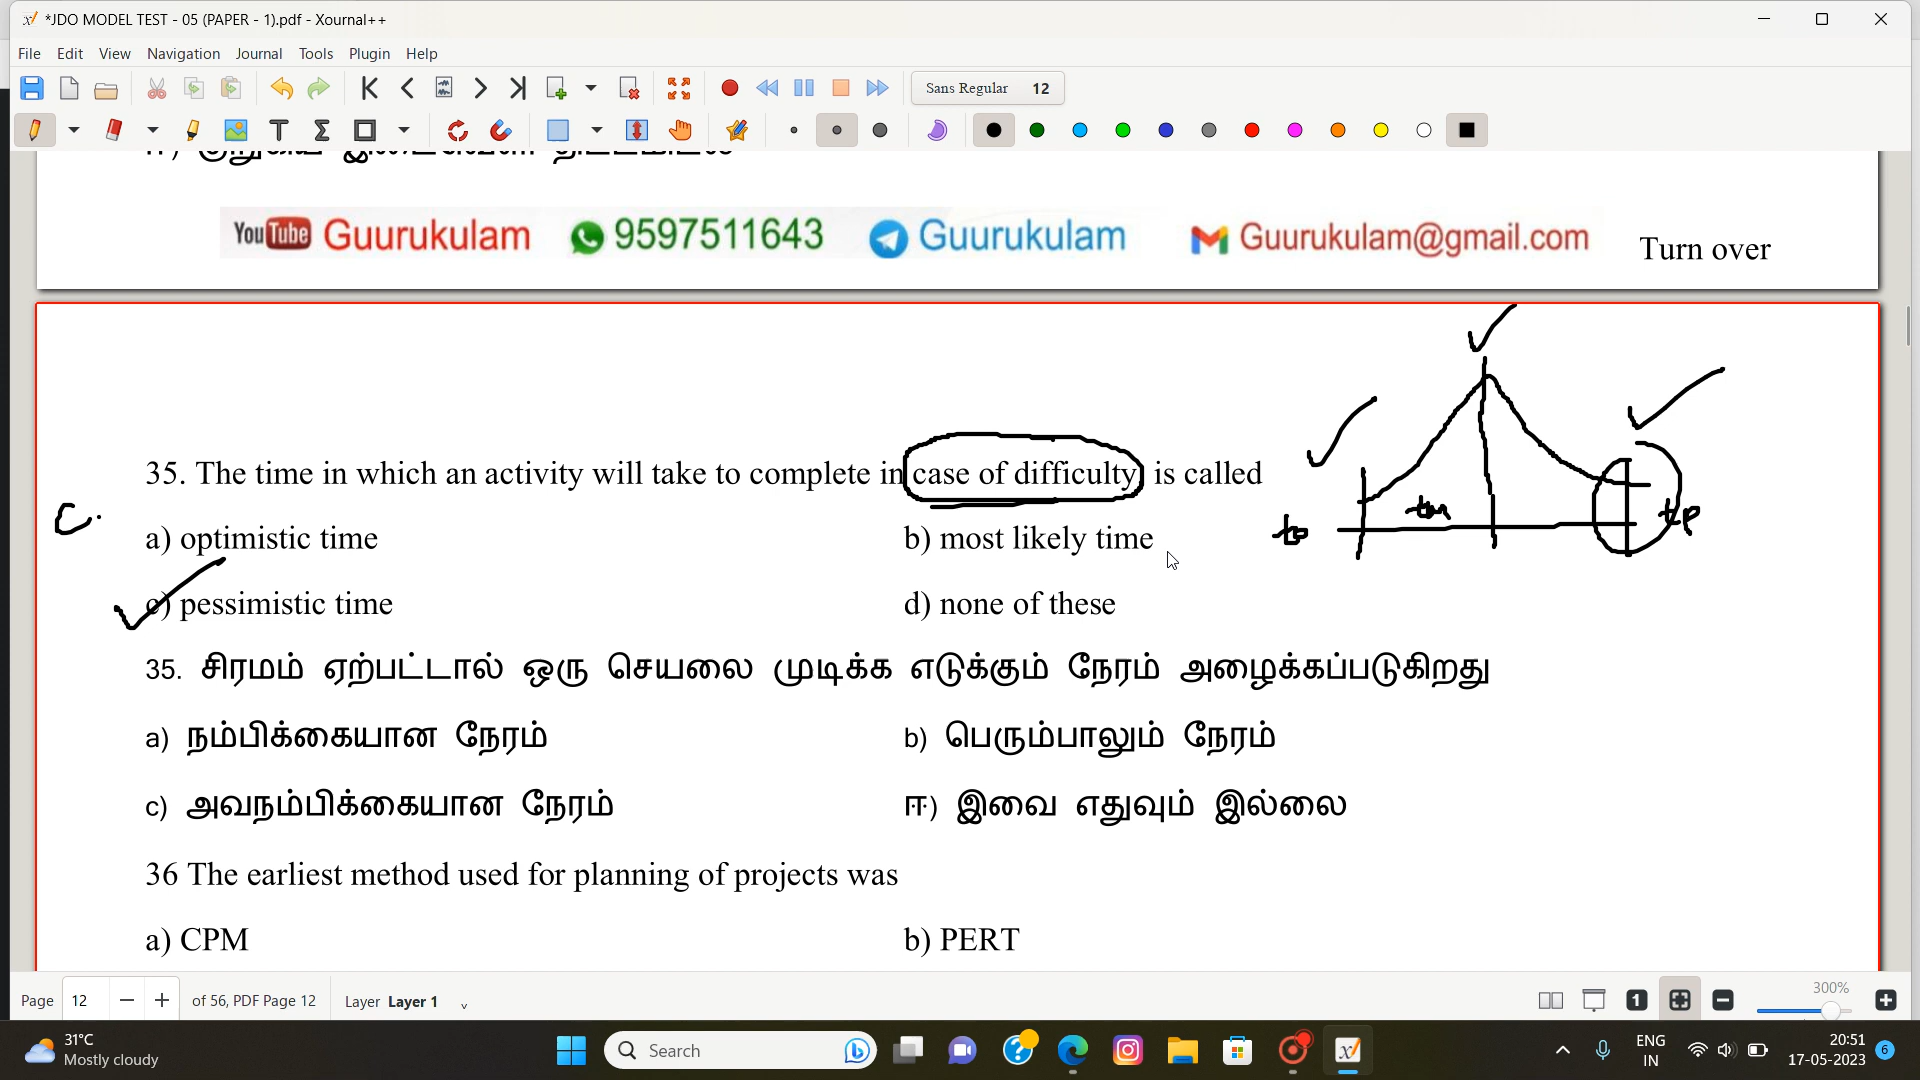 *JDO MODEL TEST - 05 (PAPER - 1).pdf - Xournal++
File Edit View Navigation Journal Tools Plugin Help
Sans Regular 12
YouTube Guurukulam 9597511643 Guurukulam Guurukulam@gmail.com
Turn over
35. The time in which an activity will take to complete in case of difficulty is called
c.
a) optimistic time b) most likely time
c) pessimistic time d) none of these
to tm tp
35. சிரமம் ஏற்பட்டால் ஒரு செயலை முடிக்க எடுக்கும் நேரம் அழைக்கப்படுகிறது
a) நம்பிக்கையான நேரம் b) பெரும்பாலும் நேரம்
c) அவநம்பிக்கையான நேரம் ஈ) இவை எதுவும் இல்லை
36 The earliest method used for planning of projects was
a) CPM b) PERT
Page 12 of 56, PDF Page 12 Layer Layer 1 300%
31°C
Mostly cloudy
Search
ENG
IN
20:51
17-05-2023
6